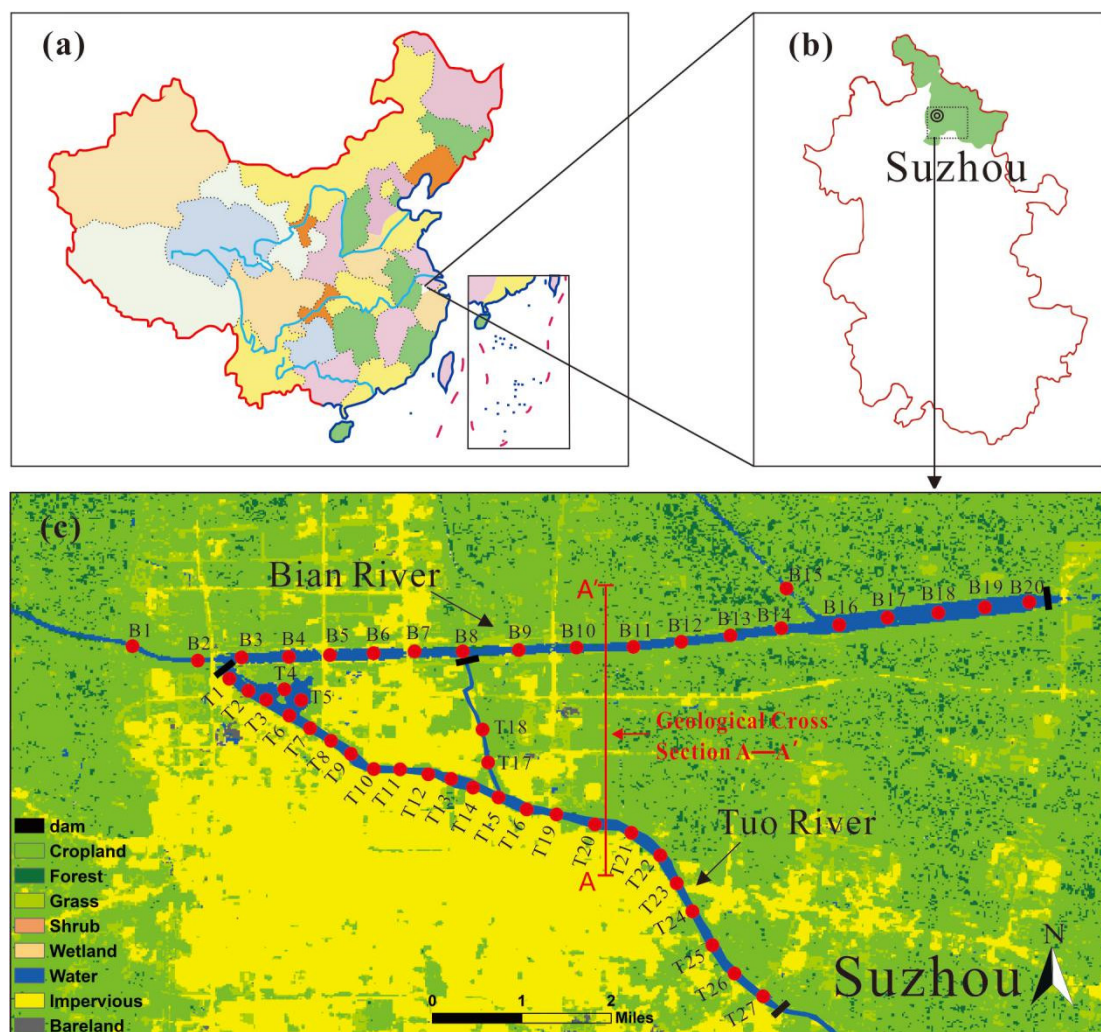 (a)
(b)
Suzhou
(c)
Bian River
A'
B1
B2
B3
B4
B5
B6
B7
B8
B9
B10
B11
B12
B13
B14
B15
B16
B17
B18
B19
B20
T1
T2
T3
T4
T5
T6
T7
T8
T9
T10
T11
T12
T13
T14
T15
T16
T17
T18
T19
T20
T21
T22
T23
T24
T25
T26
T27
Geological Cross
Section A—A'
Tuo River
A
dam
Cropland
Forest
Grass
Shrub
Wetland
Water
Impervious
Bareland
0 1 2
Miles
Suzhou
N